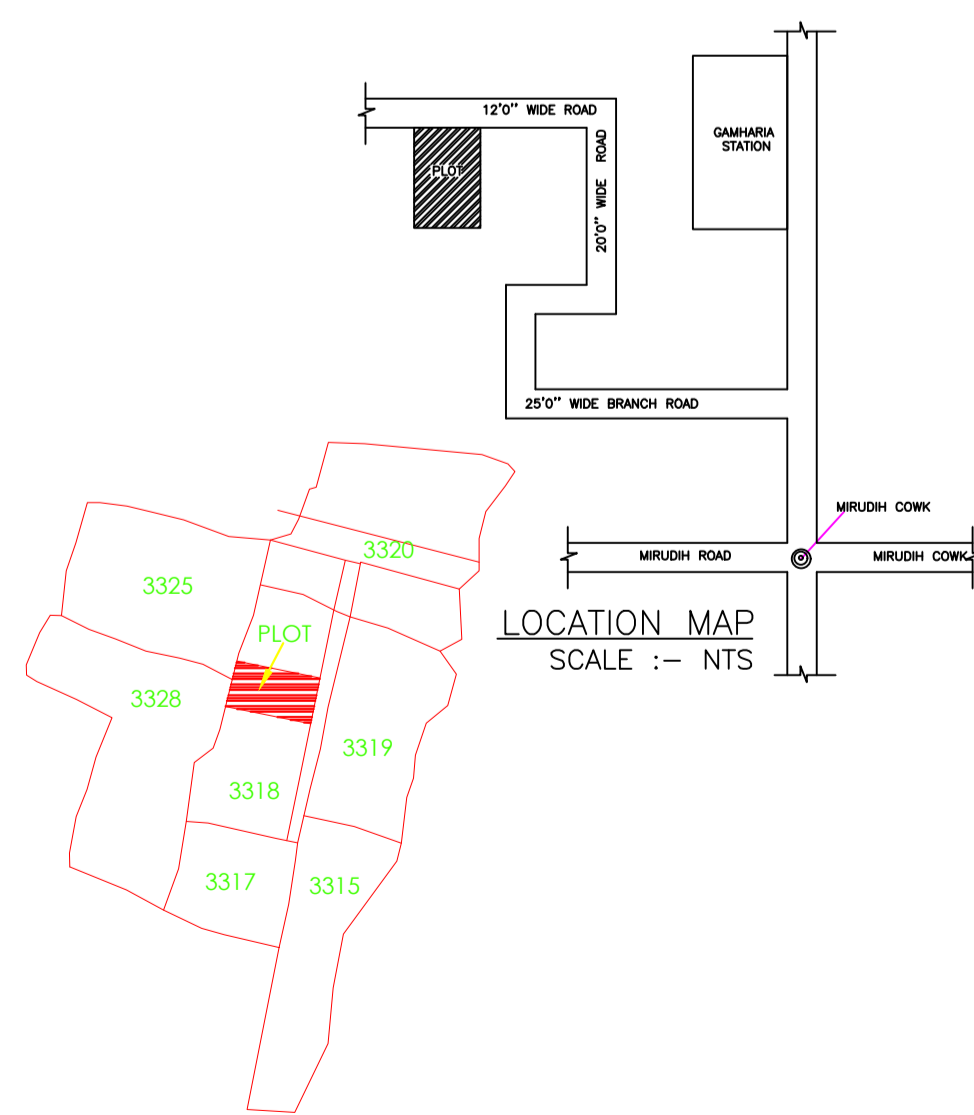 12'0'' WIDE ROAD
GAMHARIA
STATION
PLOT
20'0'' WIDE ROAD
25'0'' WIDE BRANCH ROAD
MIRUDIH COWK
MIRUDIH ROAD
MIRUDIH COWK
LOCATION MAP
SCALE :- NTS
3320
3325
PLOT
3328
3319
3318
3317
3315